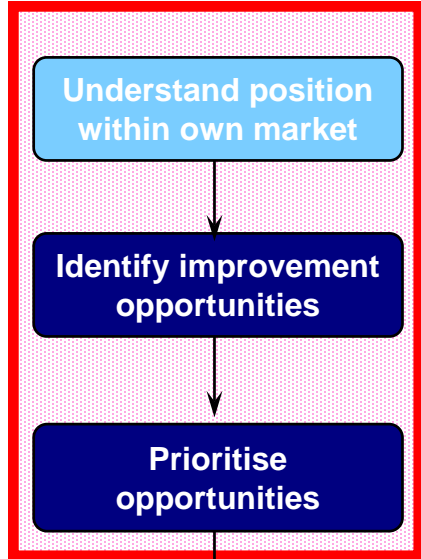 Understand position
within own market
Identify improvement
opportunities
Prioritise
opportunities